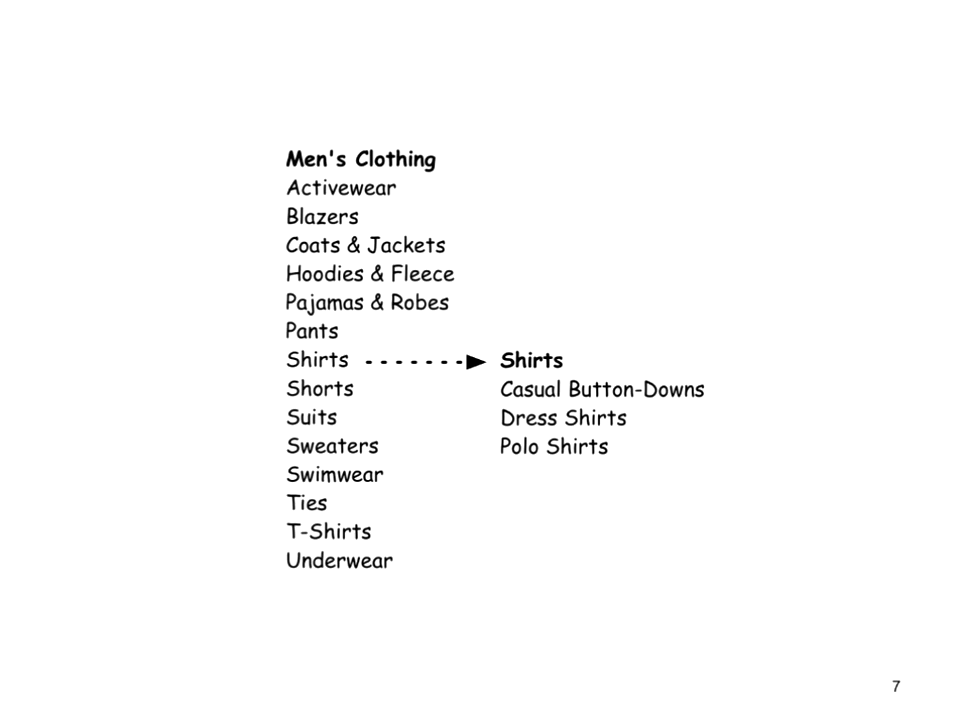 Men's Clothing
Activewear
Blazers
Coats & Jackets
Hoodies & Fleece
Pajamas & Robes
Pants
Shirts
Shorts
Suits
Sweaters
Swimwear
Ties
T-Shirts
Underwear
Shirts
Casual Button-Downs
Dress Shirts
Polo Shirts
7